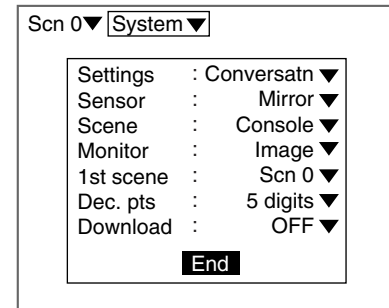 Scn 0▼ System▼
Settings : Conversatn▼
Sensor : Mirror▼
Scene : Console▼
Monitor : Image▼
1st scene : Scn 0▼
Dec. pts : 5 digits▼
Download : OFF▼
End